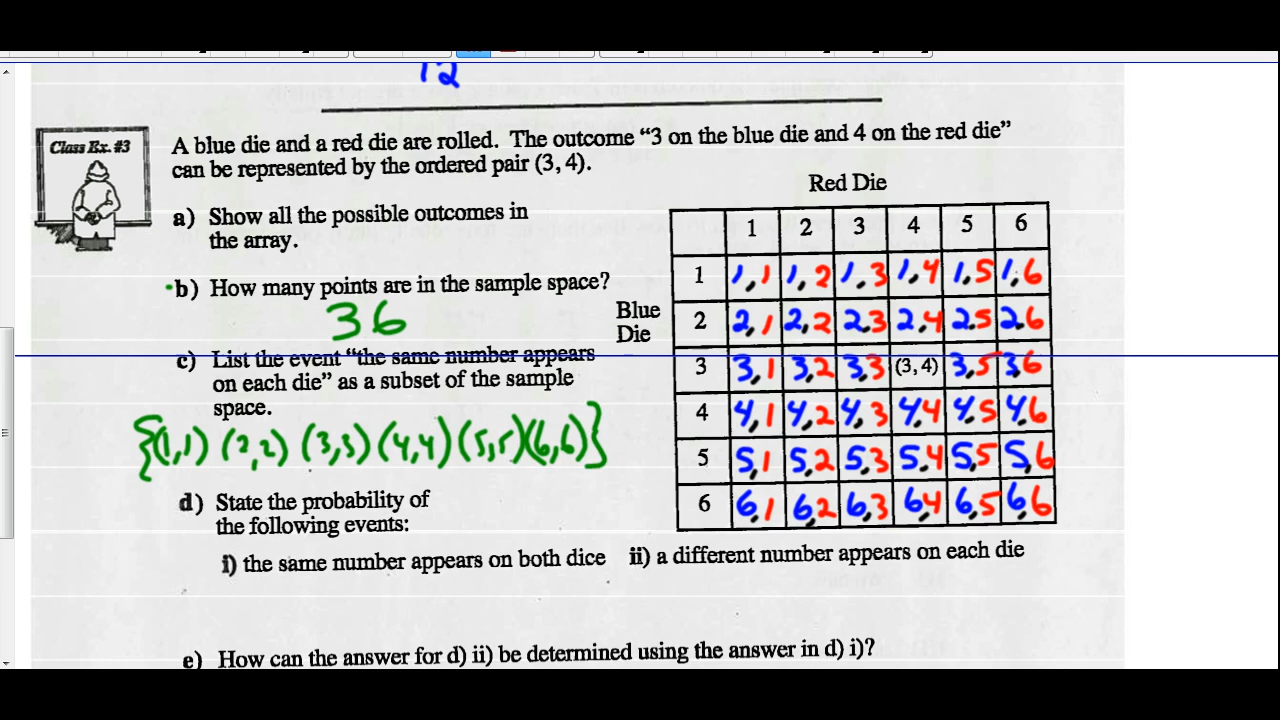 12
Class Ex. #3
A blue die and a red die are rolled. The outcome “3 on the blue die and 4 on the red die”
can be represented by the ordered pair (3, 4).
a) Show all the possible outcomes in
the array.
b) How many points are in the sample space?
36
c) List the event “the same number appears
on each die” as a subset of the sample
space.
{(1,1) (2,2) (3,3) (4,4) (5,5) (6,6)}
d) State the probability of
the following events:
i) the same number appears on both dice
ii) a different number appears on each die
e) How can the answer for d) ii) be determined using the answer in d) i)?
Red Die
Blue
Die
1 2 3 4 5 6
1 1,1 1,2 1,3 1,4 1,5 1,6
2 2,1 2,2 2,3 2,4 2,5 2,6
3 3,1 3,2 3,3 (3, 4) 3,5 3,6
4 4,1 4,2 4,3 4,4 4,5 4,6
5 5,1 5,2 5,3 5,4 5,5 5,6
6 6,1 6,2 6,3 6,4 6,5 6,6